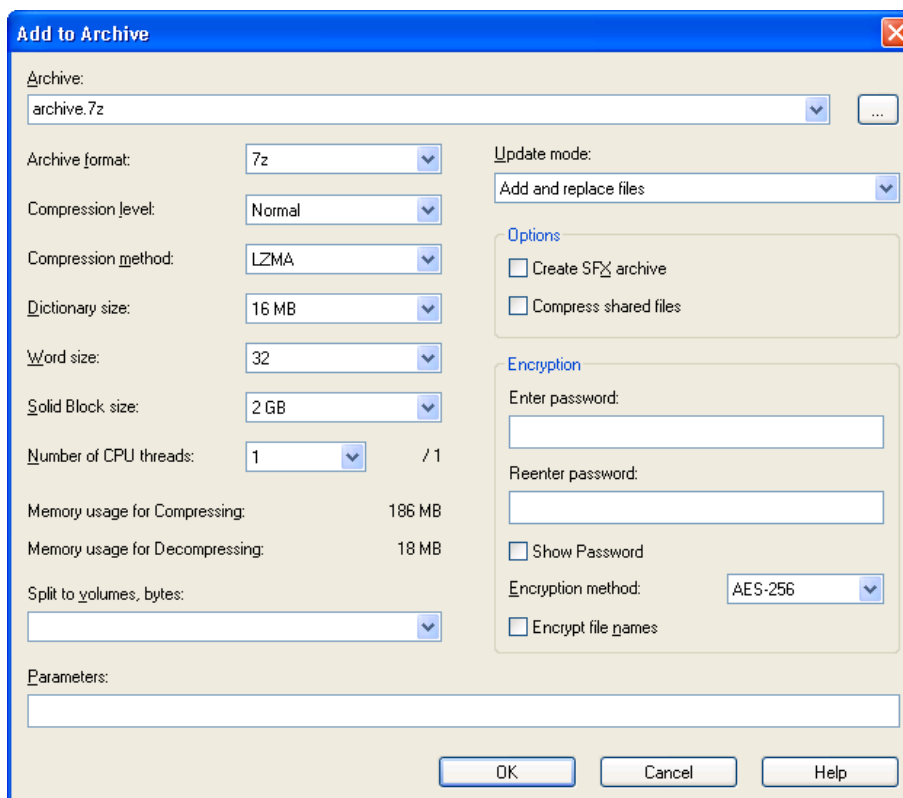 Add to Archive
Archive:
archive.7z
...
Archive format:
7z
Compression level:
Normal
Compression method:
LZMA
Dictionary size:
16 MB
Word size:
32
Solid Block size:
2 GB
Number of CPU threads:
1
/ 1
Memory usage for Compressing:
186 MB
Memory usage for Decompressing:
18 MB
Split to volumes, bytes:
Update mode:
Add and replace files
Options
Create SFX archive
Compress shared files
Encryption
Enter password:
Reenter password:
Show Password
Encryption method:
AES-256
Encrypt file names
Parameters:
OK
Cancel
Help